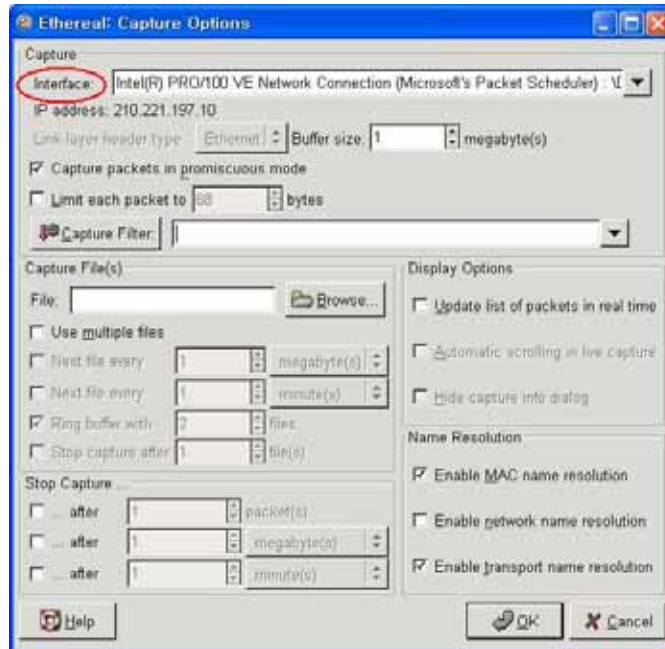 Ethereal: Capture Options
Capture
Interface: Intel(R) PRO/100 VE Network Connection (Microsoft's Packet Scheduler) :
IP address: 210.221.197.10
Link-layer header type: Ethernet Buffer size: 1 megabyte(s)
Capture packets in promiscuous mode
Limit each packet to 68 bytes
Capture Filter:
Capture File(s)
File: Browse...
Use multiple files
Next file every 1 megabyte(s)
Next file every 1 minute(s)
Ring buffer with 2 files
Stop capture after 1 file(s)
Stop Capture ...
... after 1 packet(s)
... after 1 megabyte(s)
... after 1 minute(s)
Display Options
Update list of packets in real time
Automatic scrolling in live capture
Hide capture info dialog
Name Resolution
Enable MAC name resolution
Enable network name resolution
Enable transport name resolution
Help OK Cancel